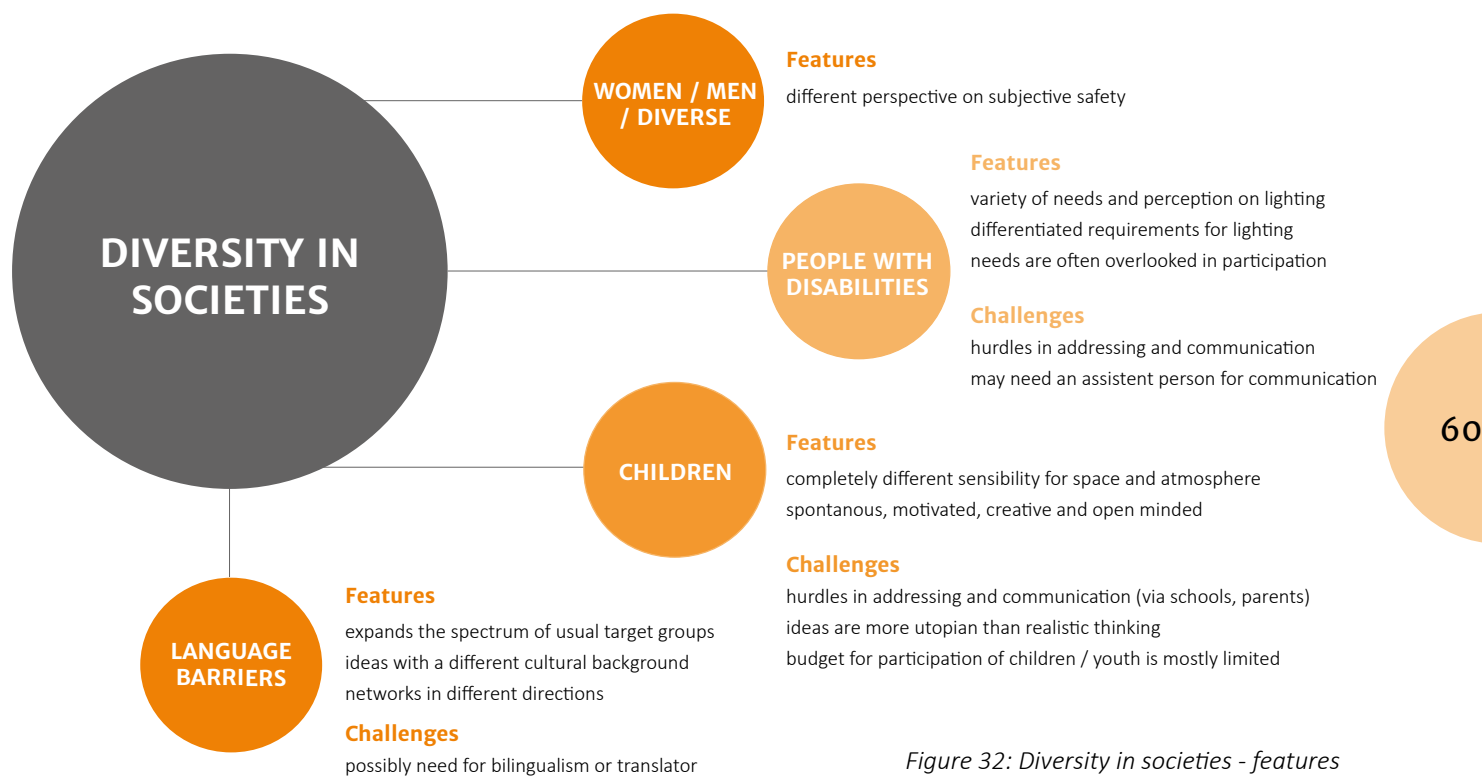 DIVERSITY IN
SOCIETIES
WOMEN / MEN
/ DIVERSE
Features
different perspective on subjective safety
PEOPLE WITH
DISABILITIES
Features
variety of needs and perception on lighting
differentiated requirements for lighting
needs are often overlooked in participation
Challenges
hurdles in addressing and communication
may need an assistent person for communication
60
CHILDREN
Features
completely different sensibility for space and atmosphere
spontanous, motivated, creative and open minded
Challenges
hurdles in addressing and communication (via schools, parents)
ideas are more utopian than realistic thinking
budget for participation of children / youth is mostly limited
LANGUAGE
BARRIERS
Features
expands the spectrum of usual target groups
ideas with a different cultural background
networks in different directions
Challenges
possibly need for bilingualism or translator
Figure 32: Diversity in societies - features